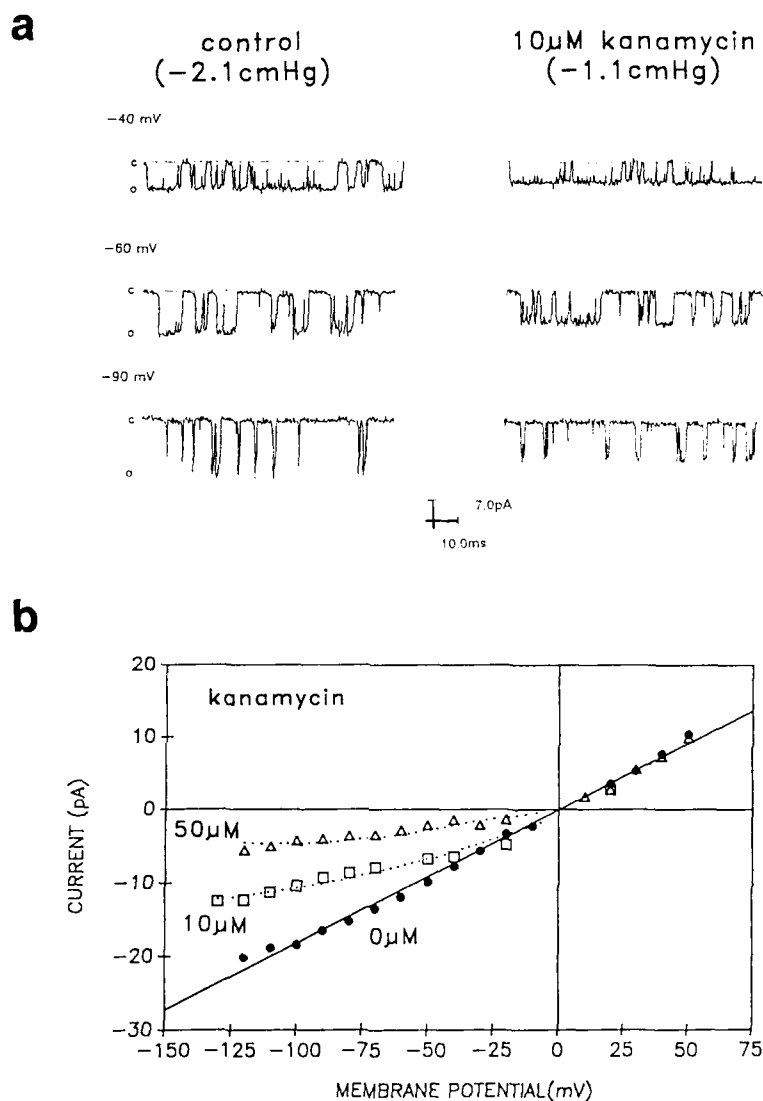 a
control
(-2.1cmHg)
10µM kanamycin
(-1.1cmHg)
-40 mV
c
o
-60 mV
c
o
-90 mV
c
o
7.0pA
10.0ms
b
kanamycin
CURRENT (pA)
20
10
0
-10
-20
-30
50µM
10µM
0µM
-150 -125 -100 -75 -50 -25 0 25 50 75
MEMBRANE POTENTIAL(mV)